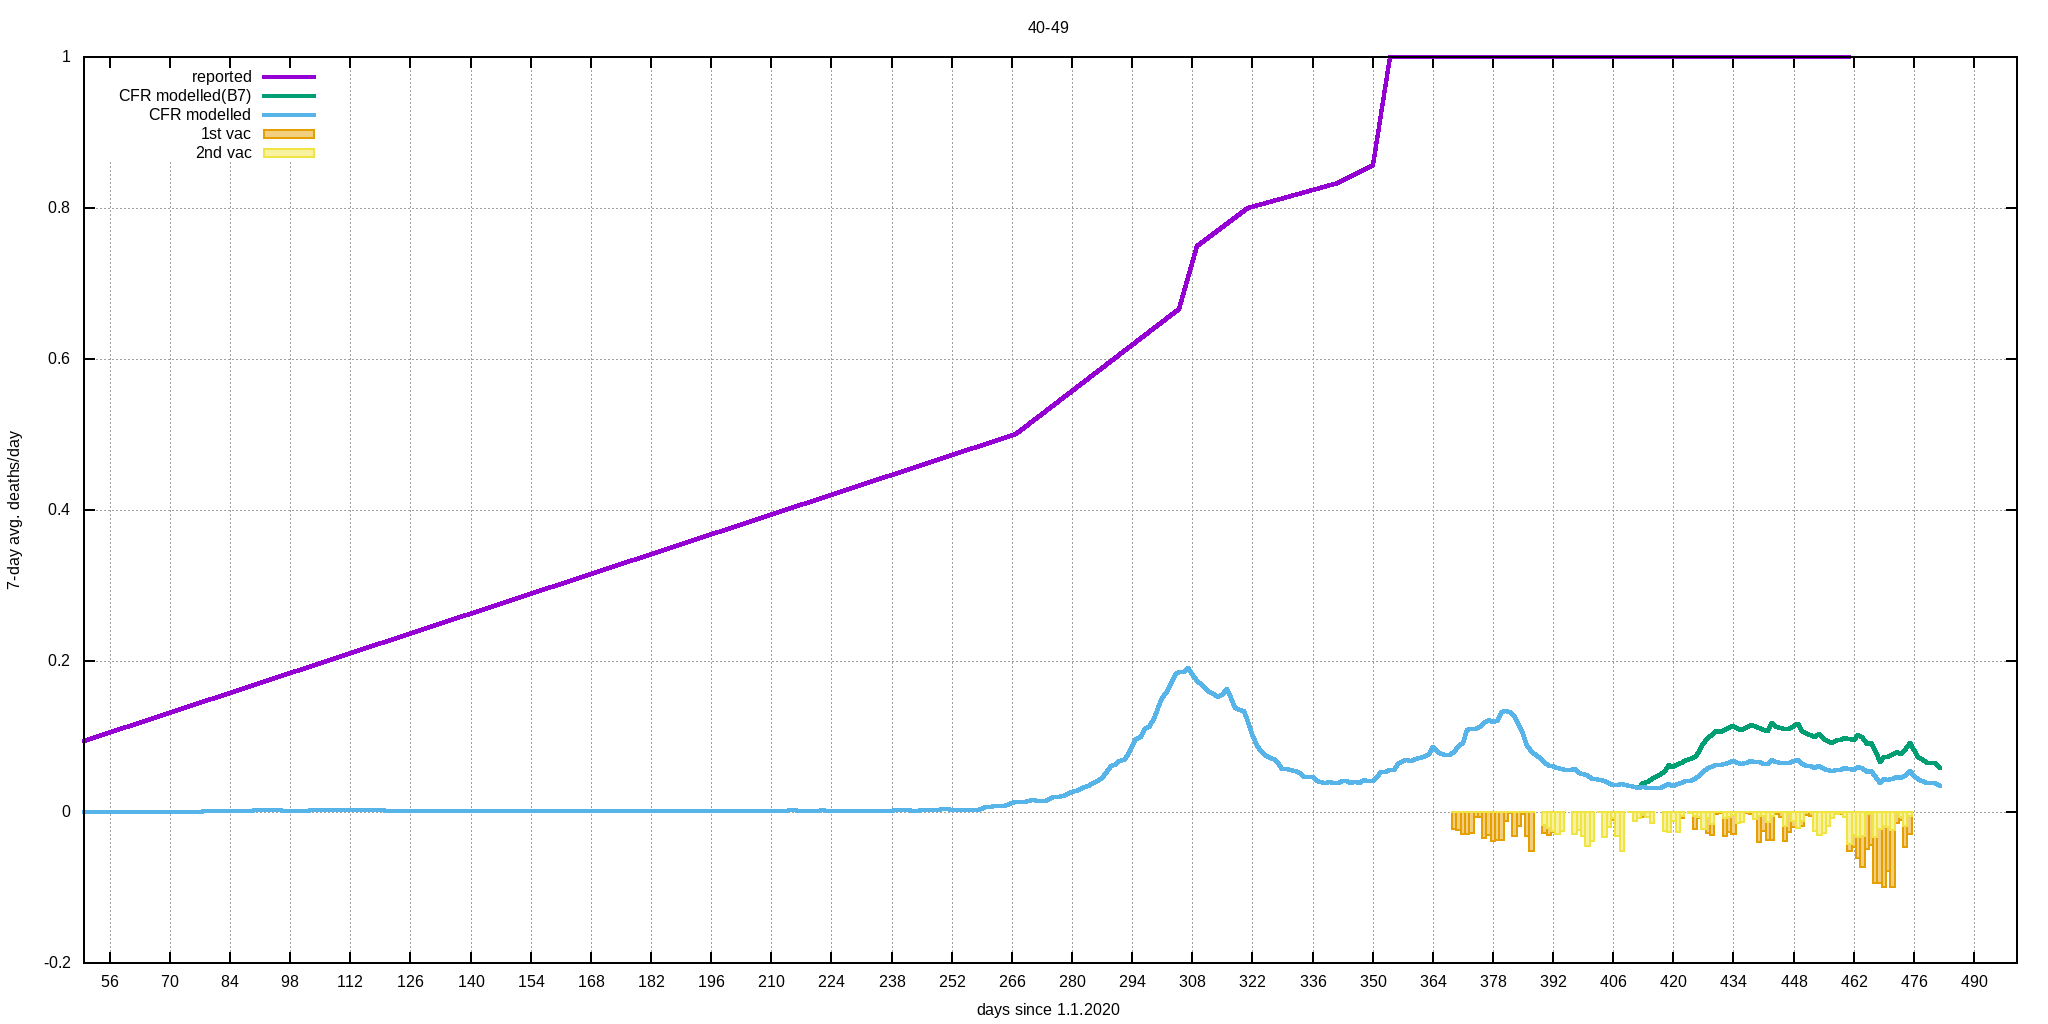 40-49
1
reported
CFR modelled(B7)
CFR modelled
1st vac
2nd vac
0.8
0.6
0.4
0.2
0
-0.2
7-day avg. deaths/day
56 70 84 98 112 126 140 154 168 182 196 210 224 238 252 266 280 294 308 322 336 350 364 378 392 406 420 434 448 462 476 490
days since 1.1.2020